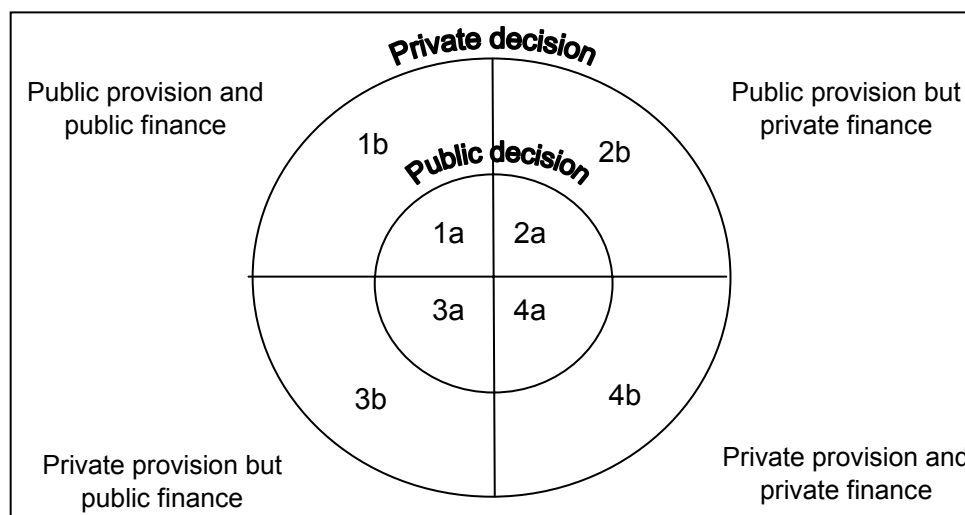 Private decision
Public provision and
public finance
Public provision but
private finance
1b
2b
Public decision
1a
2a
3a
4a
3b
4b
Private provision but
public finance
Private provision and
private finance